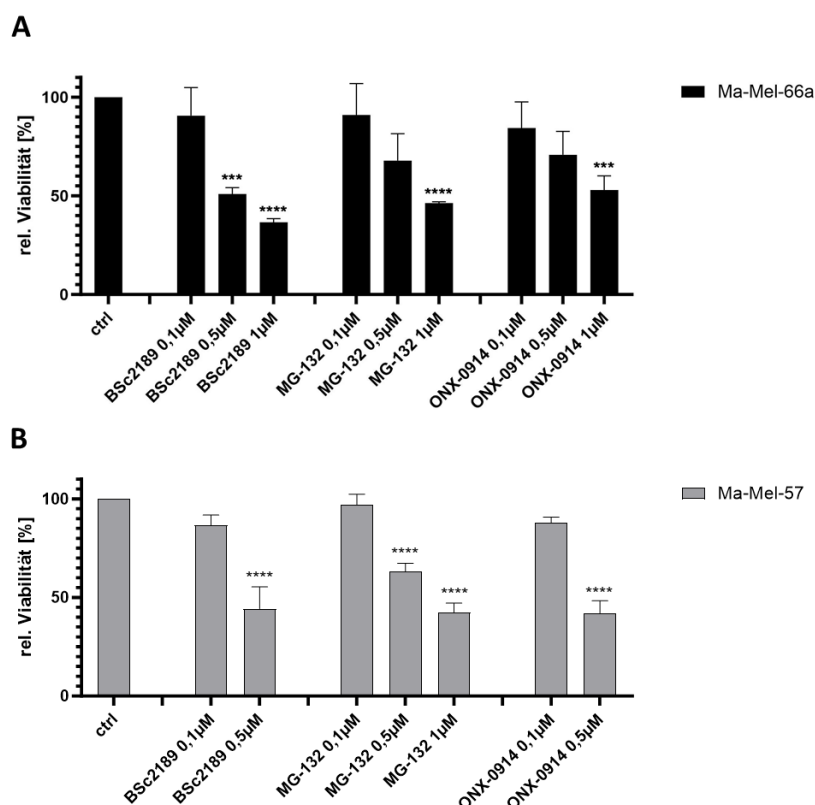 A
Ma-Mel-66a
rel. Viabilität [%]
100
50
0
***
****
****
***
ctrl
BSc2189 0,1µM
BSc2189 0,5µM
BSc2189 1µM
MG-132 0,1µM
MG-132 0,5µM
MG-132 1µM
ONX-0914 0,1µM
ONX-0914 0,5µM
ONX-0914 1µM
B
Ma-Mel-57
rel. Viabilität [%]
100
50
0
****
****
****
****
ctrl
BSc2189 0,1µM
BSc2189 0,5µM
MG-132 0,1µM
MG-132 0,5µM
MG-132 1µM
ONX-0914 0,1µM
ONX-0914 0,5µM